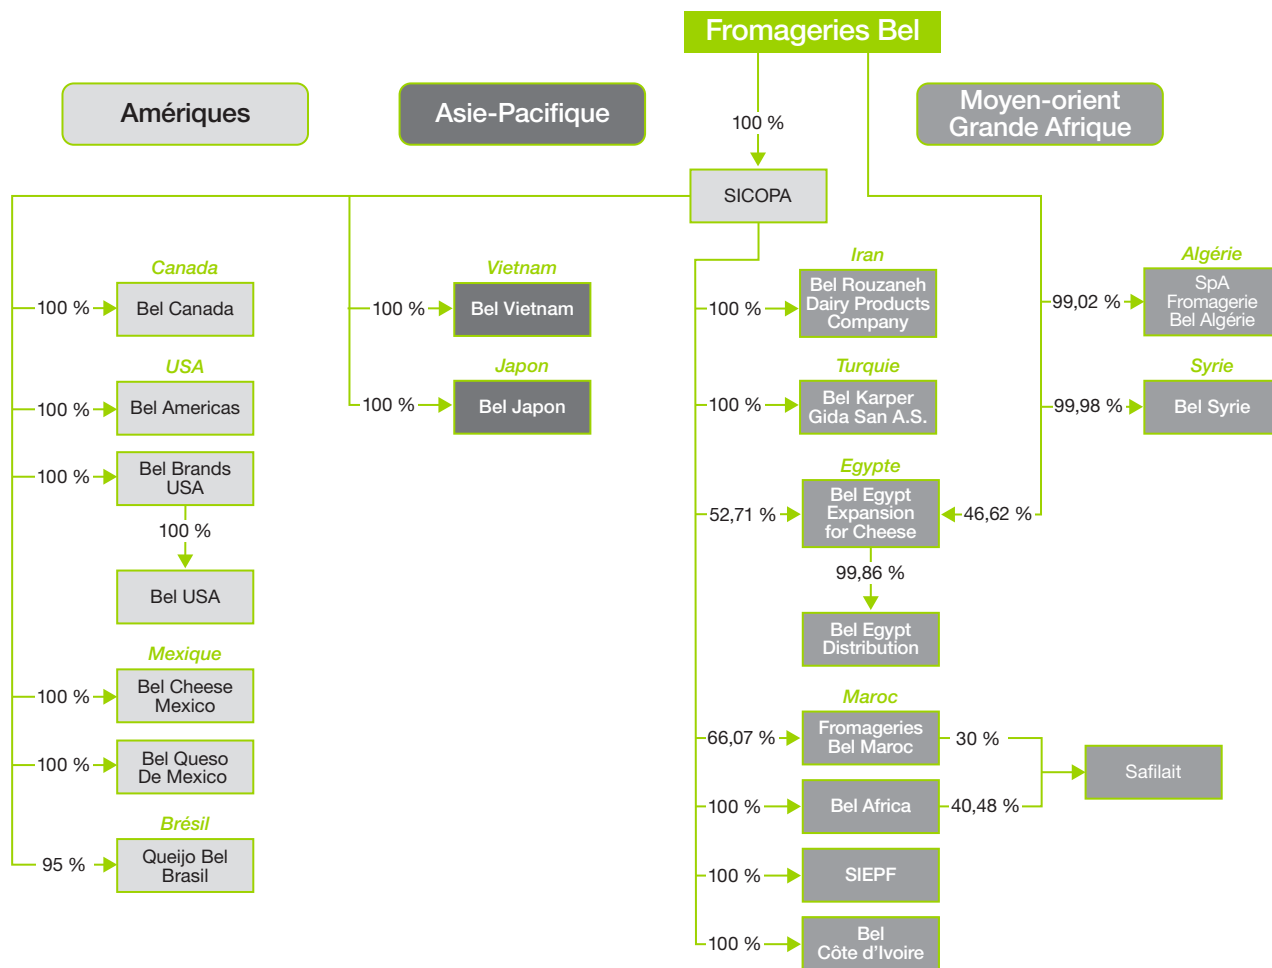 Fromageries Bel
Amériques
Asie-Pacifique
Moyen-orient
Grande Afrique
100 %
SICOPA
Canada
100 %
Bel Canada
USA
100 %
Bel Americas
100 %
Bel Brands
USA
100 %
Bel USA
Mexique
100 %
Bel Cheese
Mexico
100 %
Bel Queso
De Mexico
Brésil
95 %
Queijo Bel
Brasil
Vietnam
100 %
Bel Vietnam
Japon
100 %
Bel Japon
Iran
100 %
Bel Rouzaneh
Dairy Products
Company
Turquie
100 %
Bel Karper
Gida San A.S.
Egypte
52,71 %
Bel Egypt
Expansion
for Cheese
46,62 %
99,86 %
Bel Egypt
Distribution
Maroc
66,07 %
Fromageries
Bel Maroc
30 %
100 %
Bel Africa
40,48 %
Safilait
100 %
SIEPF
100 %
Bel
Côte d'Ivoire
Algérie
99,02 %
SpA
Fromagerie
Bel Algérie
Syrie
99,98 %
Bel Syrie